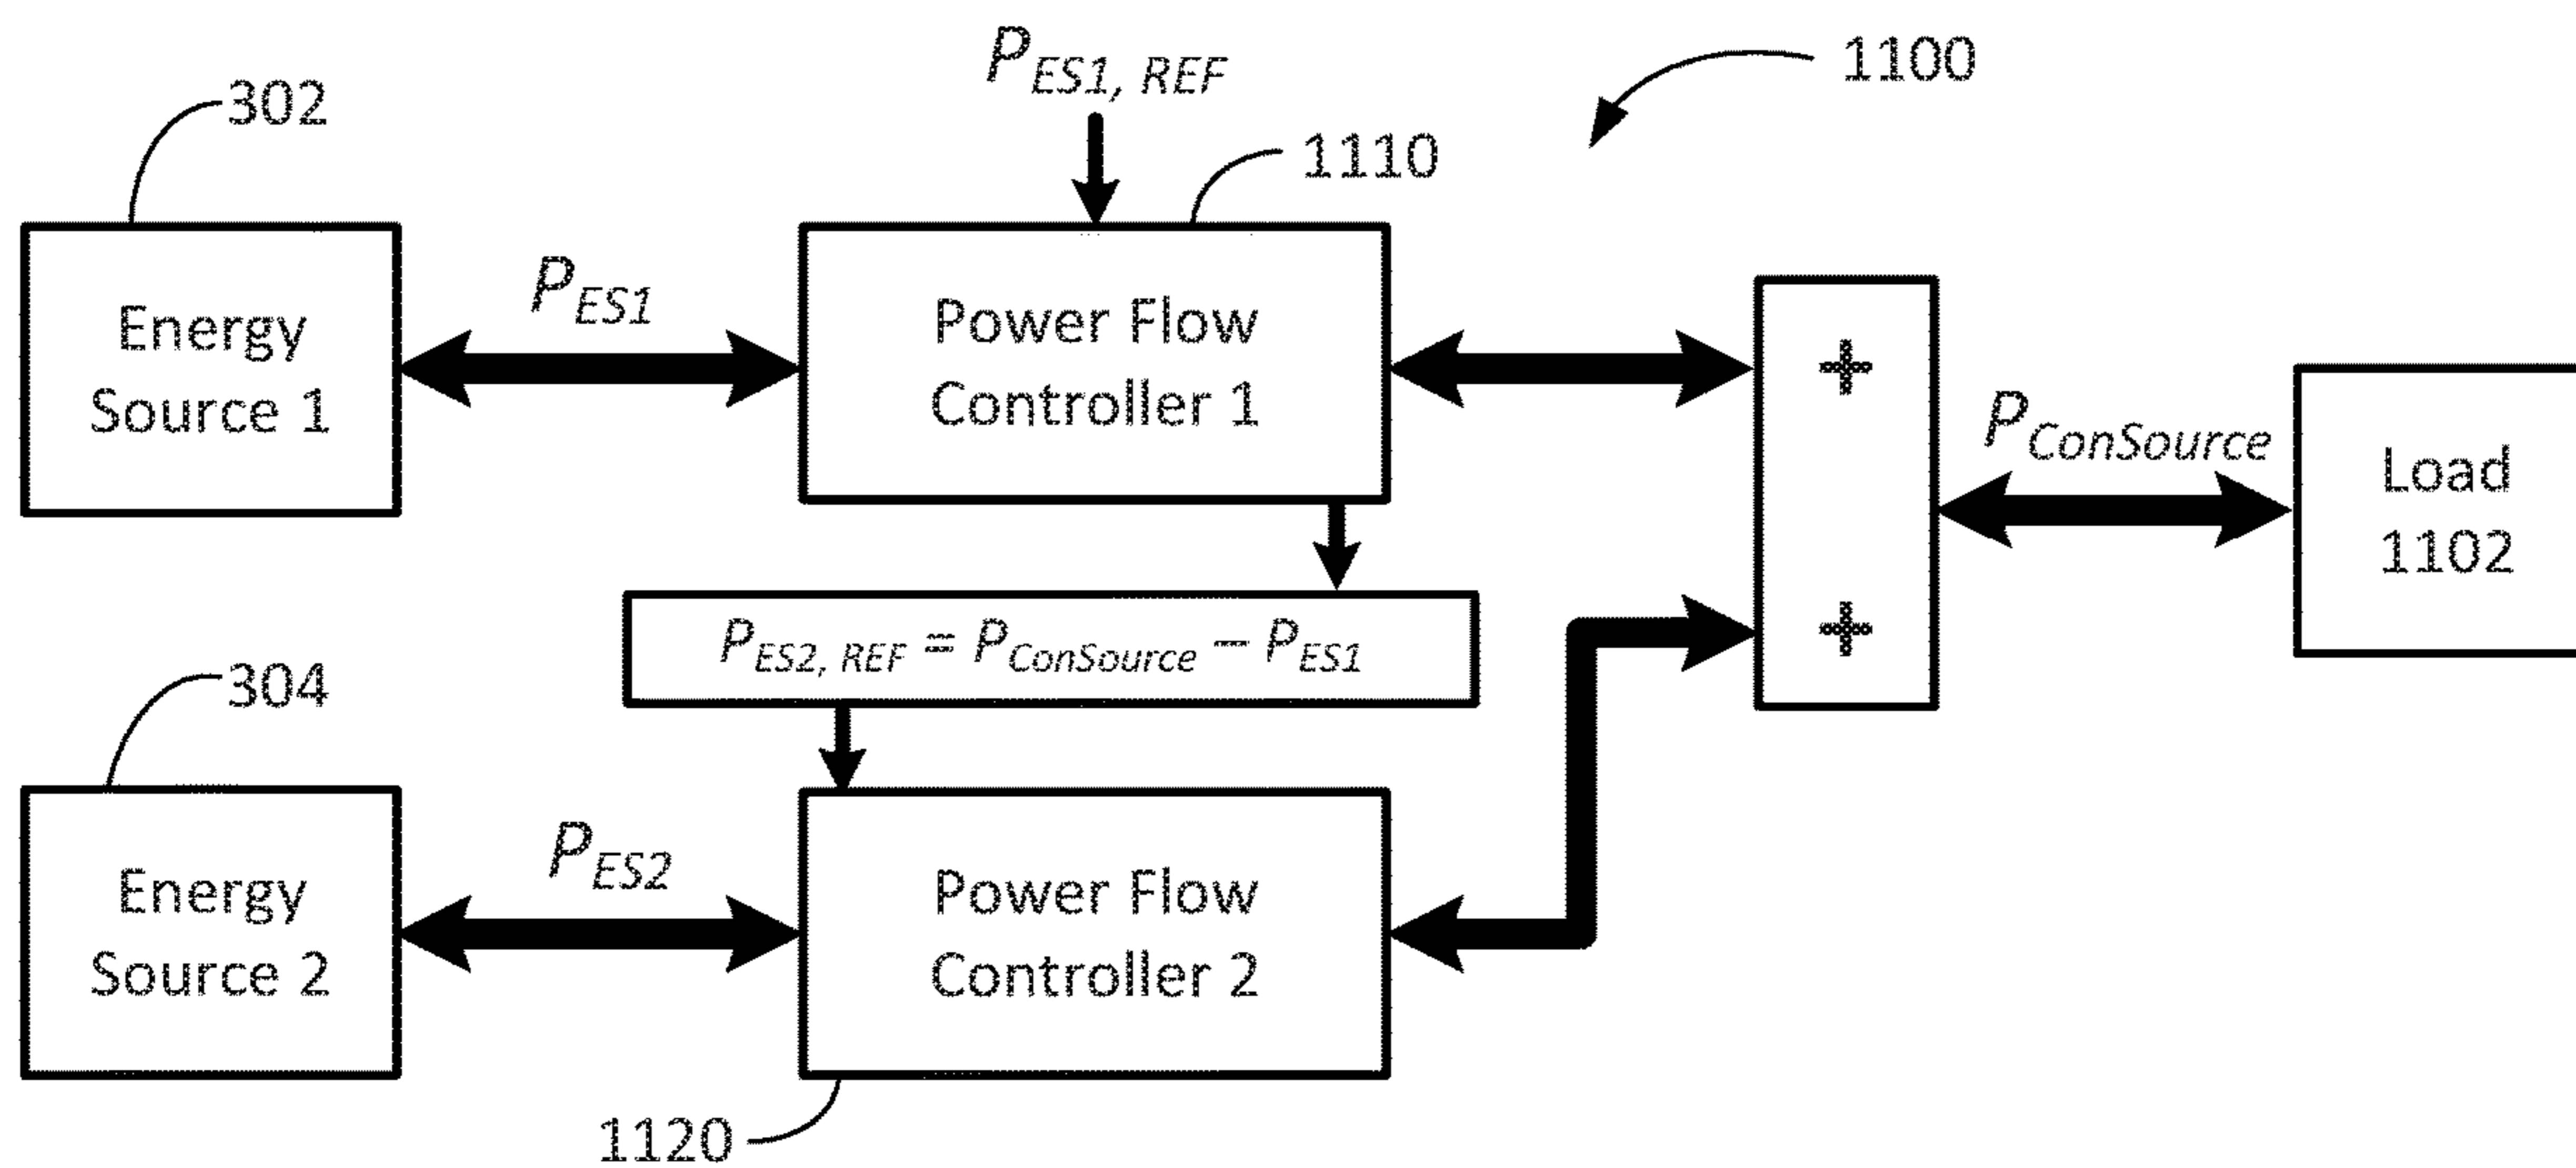 P_ES1, REF
1100
302
1110
P_ES1
Energy
Source 1
Power Flow
Controller 1
+
P_ConSource
Load
1102
P_ES2, REF = P_ConSource − P_ES1
+
304
P_ES2
Energy
Source 2
Power Flow
Controller 2
1120